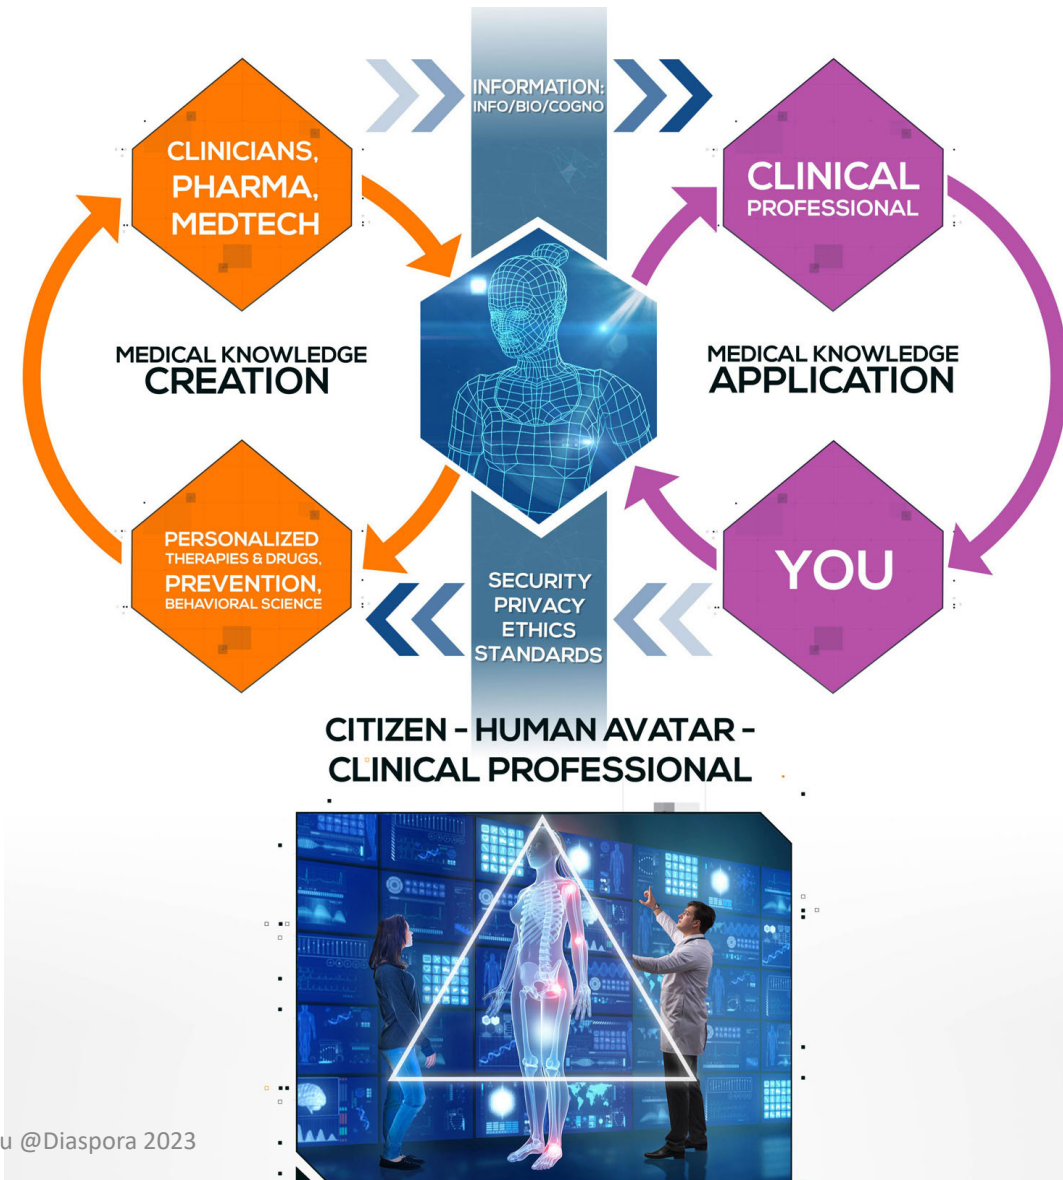 INFORMATION:
INFO/BIO/COGNO
CLINICIANS,
PHARMA,
MEDTECH
CLINICAL
PROFESSIONAL
MEDICAL KNOWLEDGE
CREATION
MEDICAL KNOWLEDGE
APPLICATION
PERSONALIZED
THERAPIES & DRUGS,
PREVENTION,
BEHAVIORAL SCIENCE
SECURITY
PRIVACY
ETHICS
STANDARDS
YOU
CITIZEN - HUMAN AVATAR -
CLINICAL PROFESSIONAL
u @Diaspora 2023